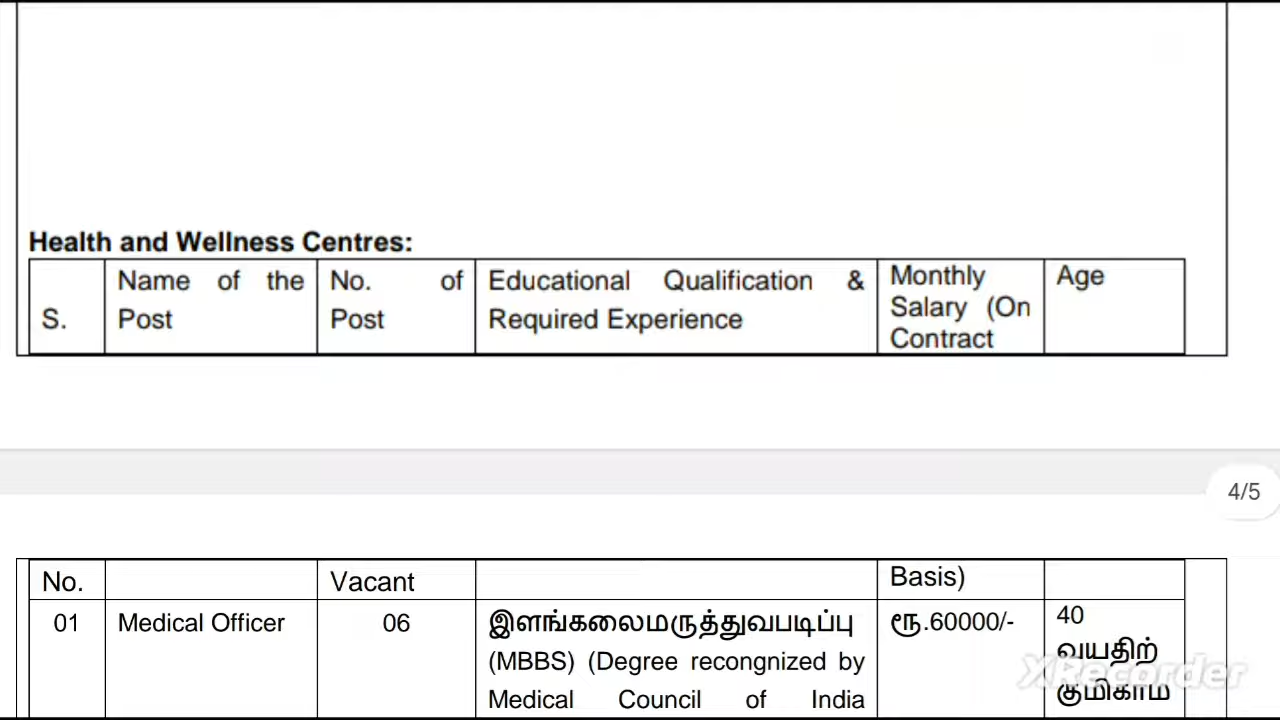 Health and Wellness Centres:
S. Name of the Post No. of Post Educational Qualification & Required Experience Monthly Salary (On Contract Age
4/5
No. Vacant Basis)
01 Medical Officer 06 இளங்கலைமருத்துவபடிப்பு ரூ.60000/- 40
(MBBS) (Degree recongnized by வயதிற்
Medical Council of India குமிகாம
XRecorder